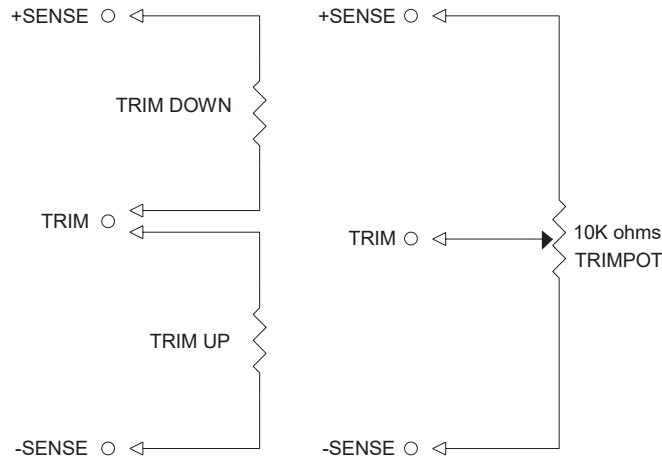 +SENSE
TRIM DOWN
TRIM
TRIM UP
-SENSE
+SENSE
TRIM
10K ohms
TRIMPOT
-SENSE